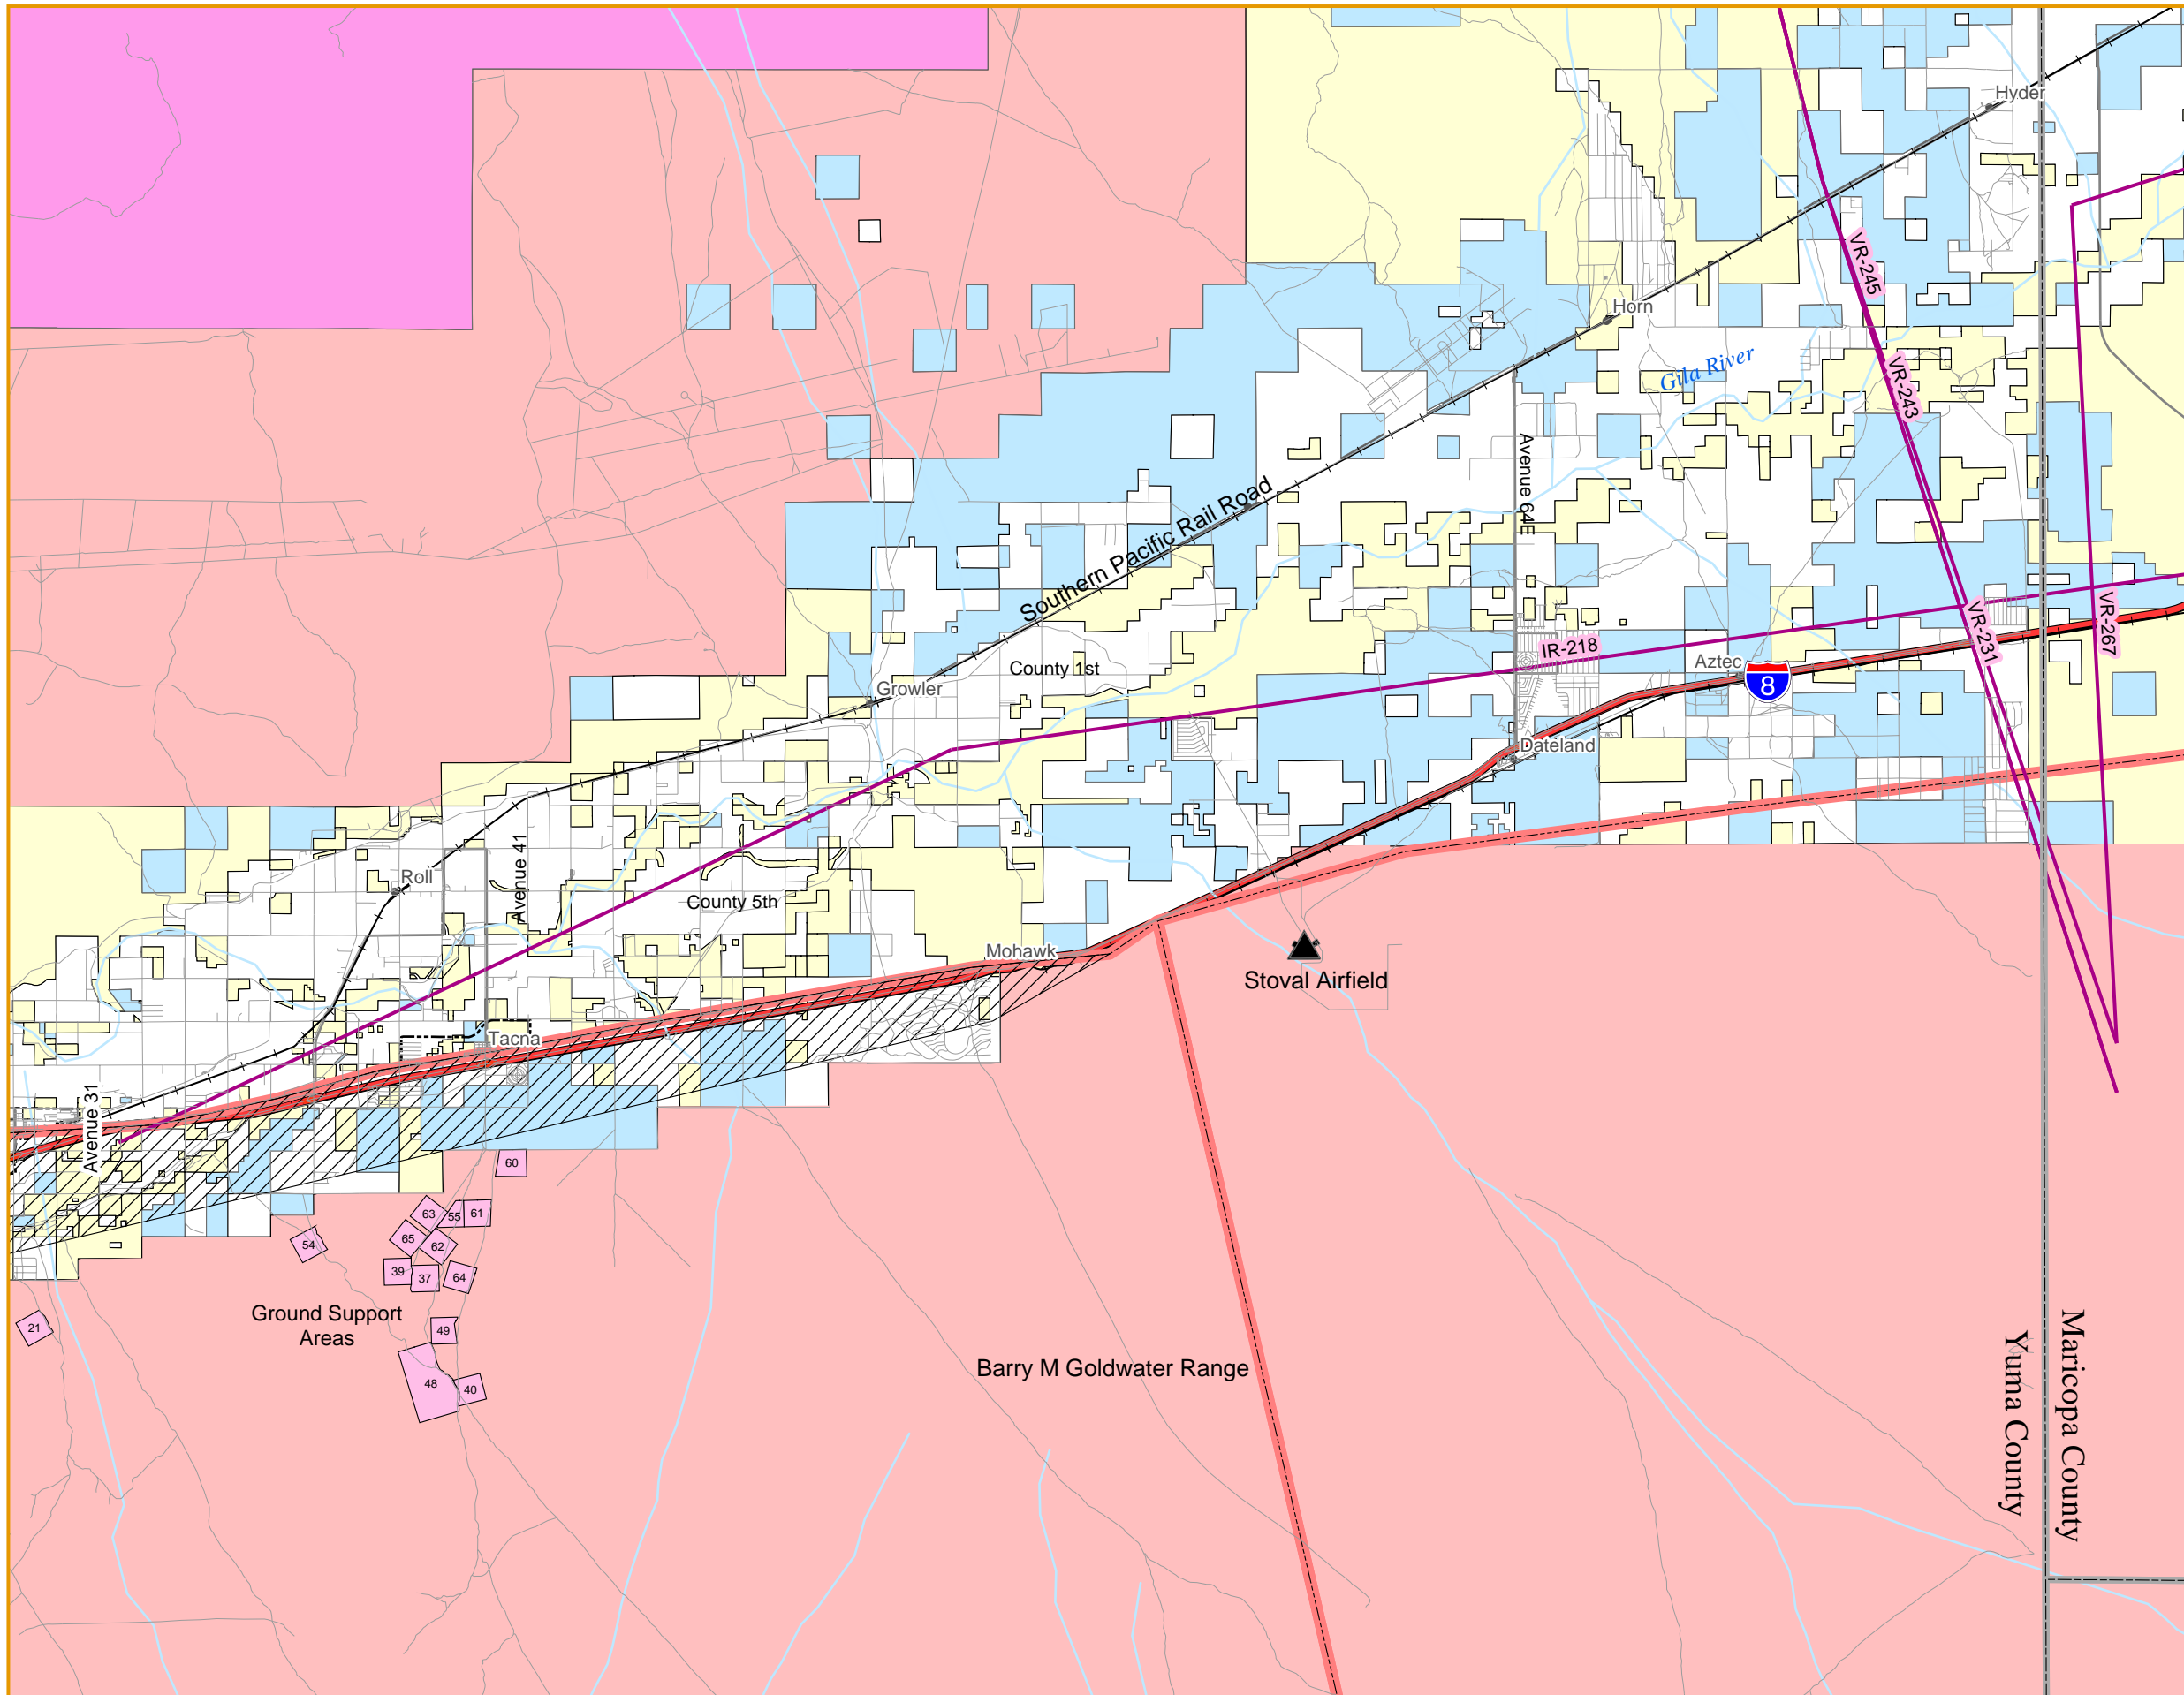 Hyder
VR-245
Horn
Gila River
VR-243
Avenue 64E
Southern Pacific Rail Road
VR-231
VR-267
IR-218
County 1st
Aztec
8
Growler
Dateland
Avenue 41
Roll
County 5th
Mohawk
Stoval Airfield
Tacna
Avenue 31
60
63
55
61
65
62
54
39
37
64
Ground Support
Areas
21
49
48
40
Barry M Goldwater Range
Yuma County
Maricopa County